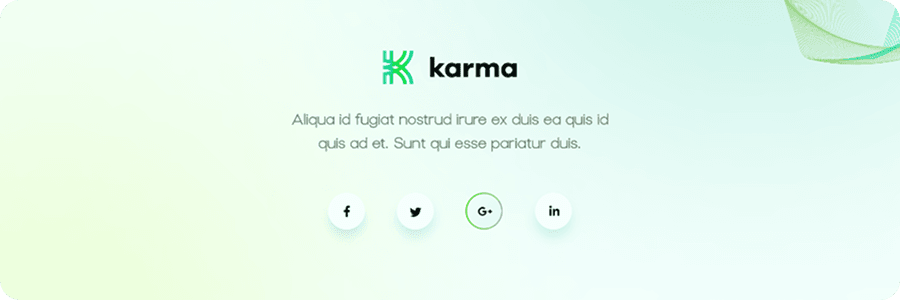 karma
Aliqua id fugiat nostrud irure ex duis ea quis id
quis ad et. Sunt qui esse pariatur duis.
f
G+
in